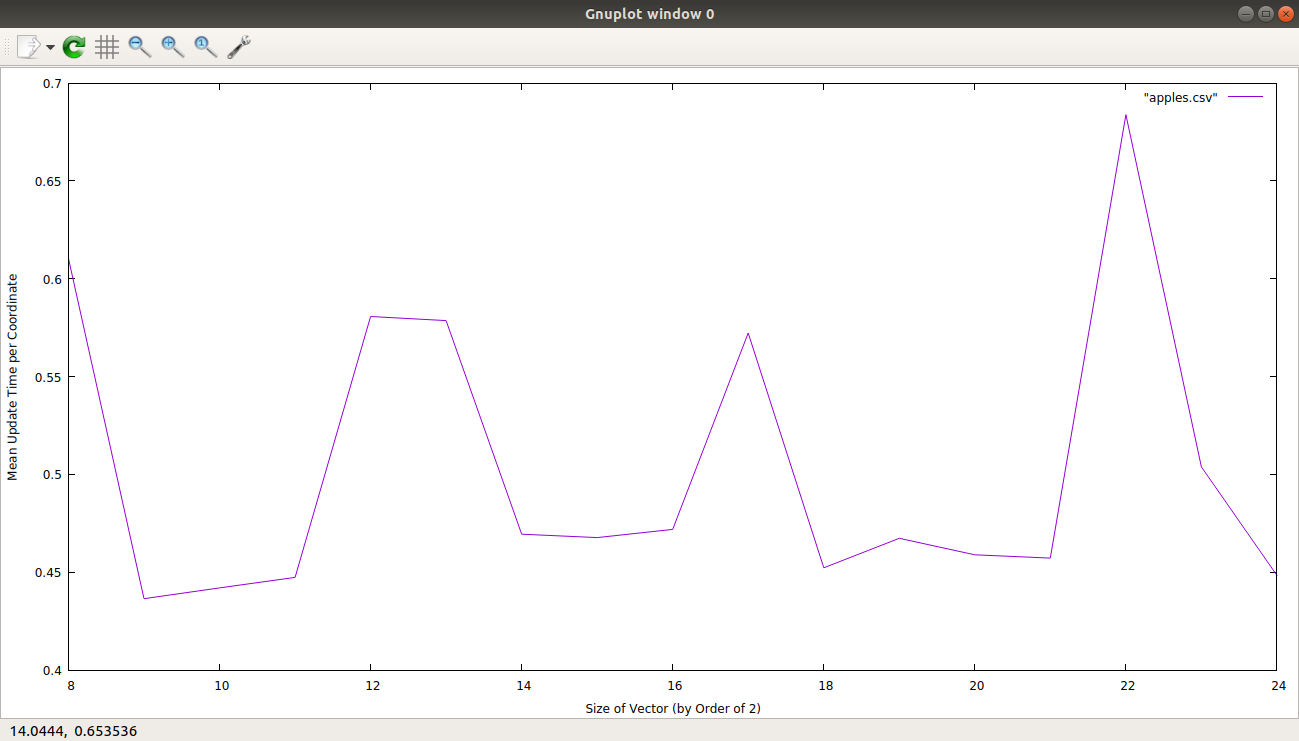 Gnuplot window 0
1
0.7
"apples.csv"
0.65
0.6
0.55
0.5
0.45
0.4
Mean Update Time per Coordinate
8 10 12 14 16 18 20 22 24
Size of Vector (by Order of 2)
14.0444, 0.653536